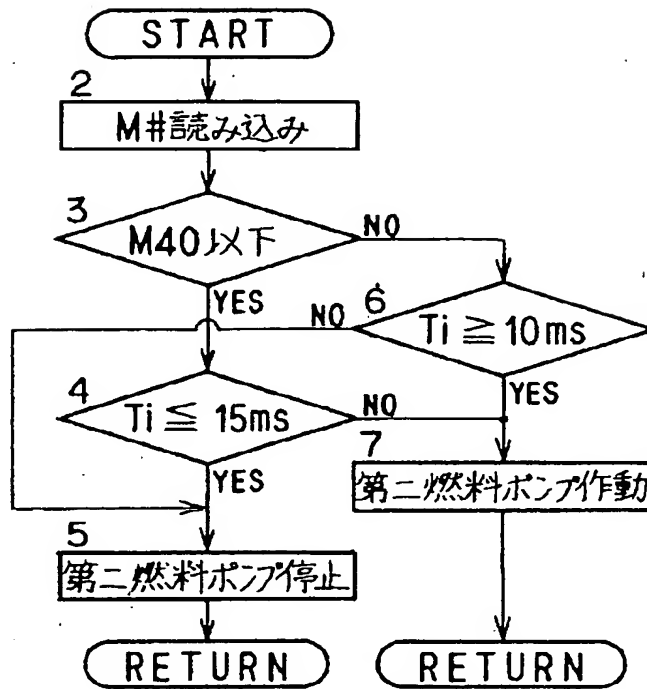 START
2
M#読み込み
3
M40以下
NO
YES
6
NO
Ti ≧ 10ms
YES
4
Ti ≦ 15ms
NO
YES
7
第二燃料ポンプ作動
5
第二燃料ポンプ停止
RETURN
RETURN